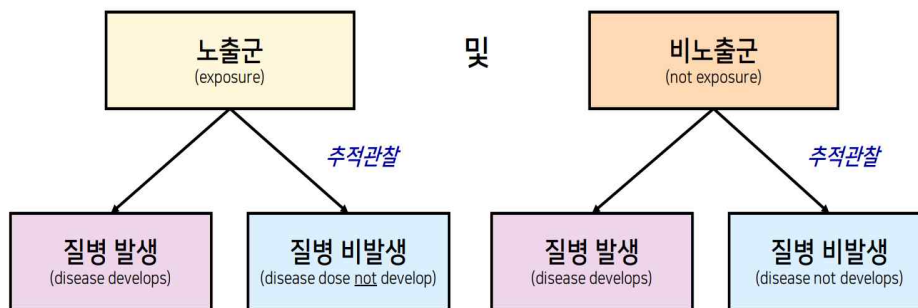 노출군
(exposure)
및
비노출군
(not exposure)
추적관찰
추적관찰
질병 발생
(disease develops)
질병 비발생
(disease dose not develop)
질병 발생
(disease develops)
질병 비발생
(disease not develops)